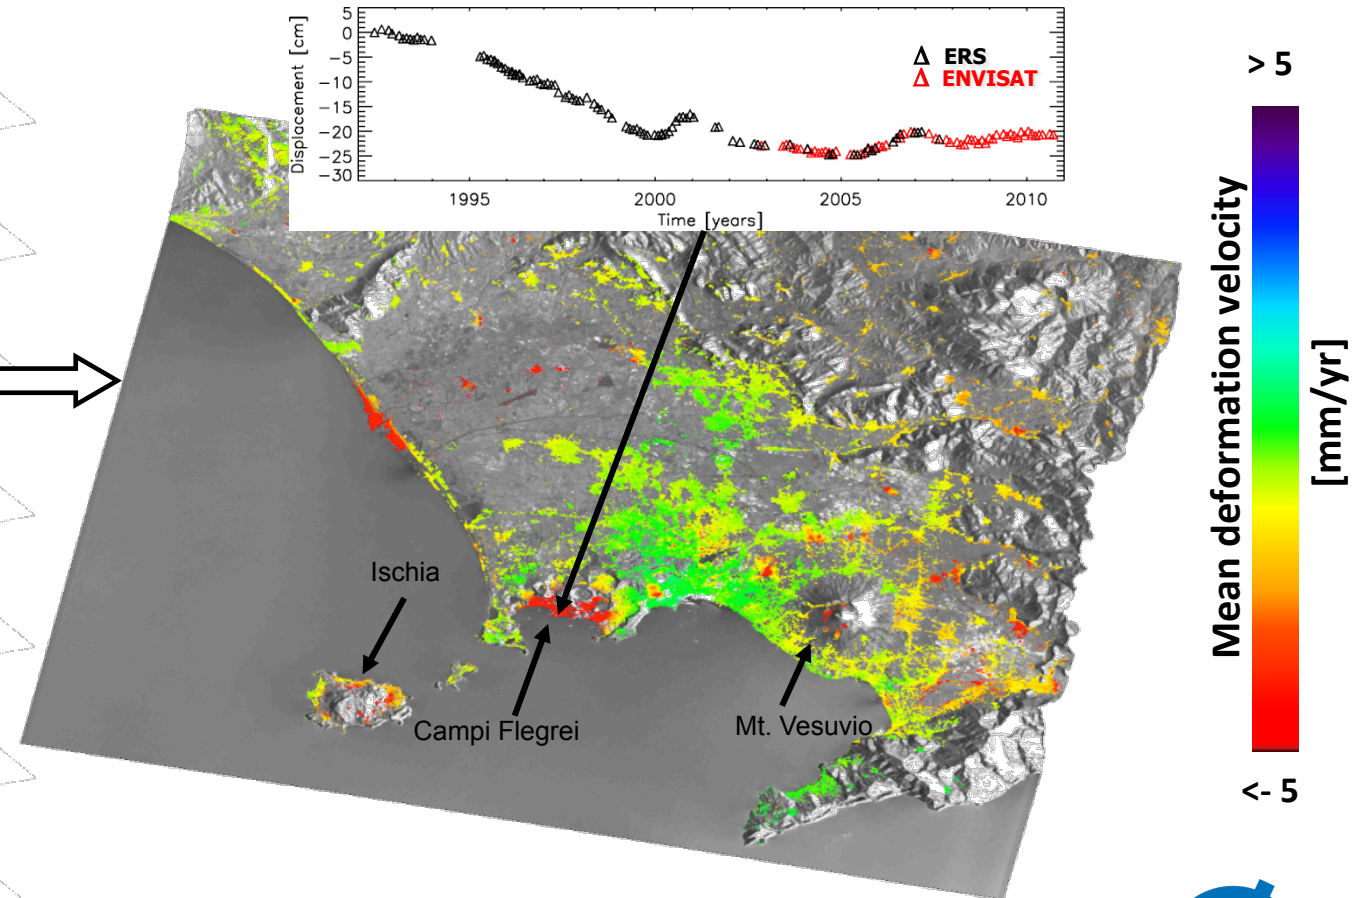 5
0
−5
−10
−15
−20
−25
−30
Displacement [cm]
ERS
ENVISAT
1995
2000
2005
2010
Time [years]
Ischia
Campi Flegrei
Mt. Vesuvio
> 5
Mean deformation velocity
[mm/yr]
<- 5